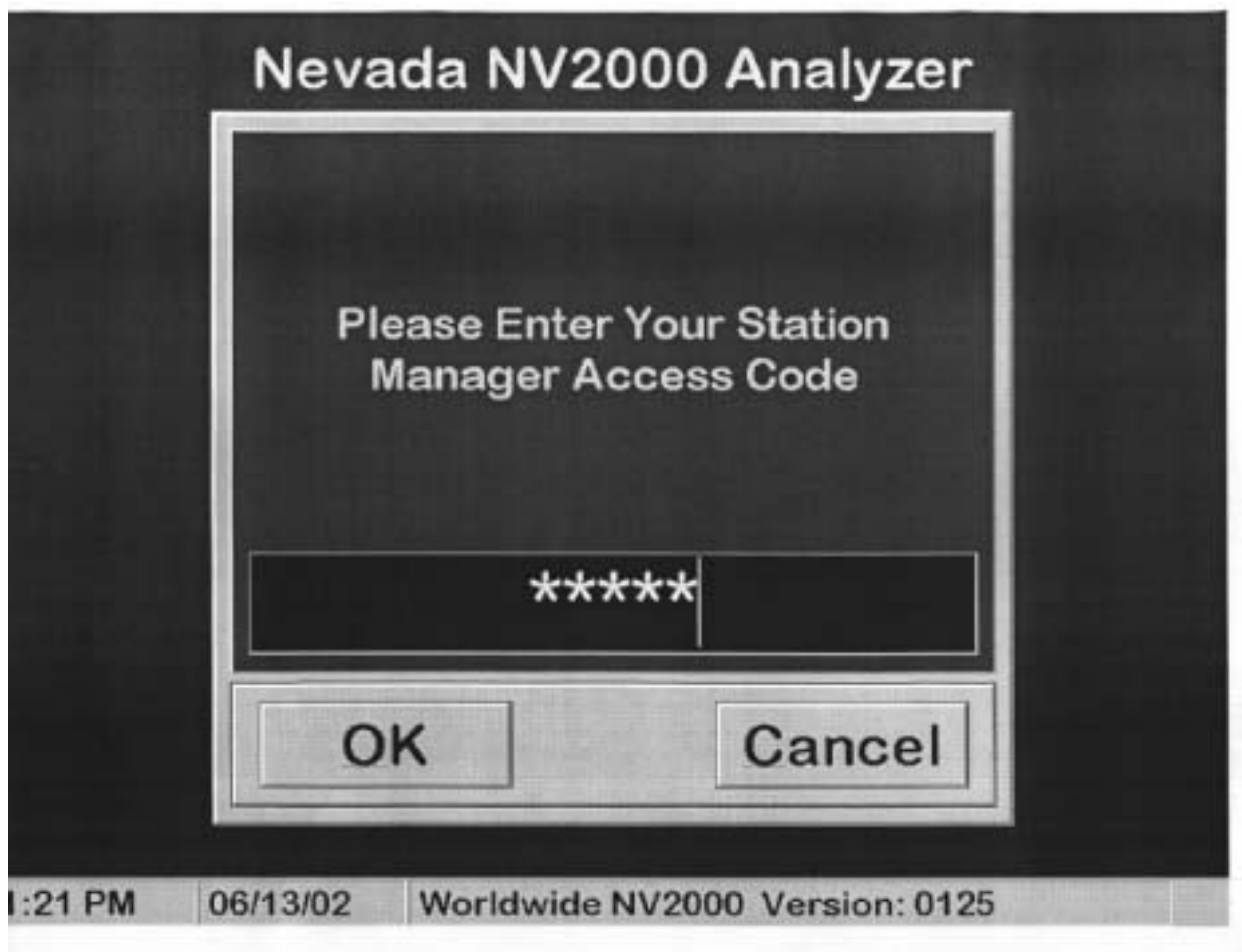 Nevada NV2000 Analyzer
Please Enter Your Station
Manager Access Code
*****
OK Cancel
1:21 PM 06/13/02 Worldwide NV2000 Version: 0125